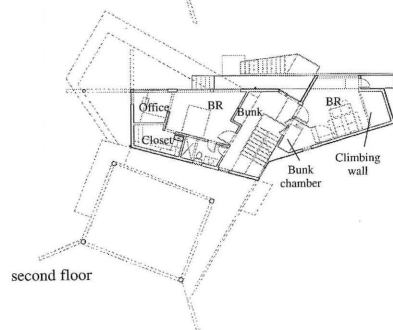 Office
BR
Bunk
BR
Closet
Climbing
wall
Bunk
chamber
second floor